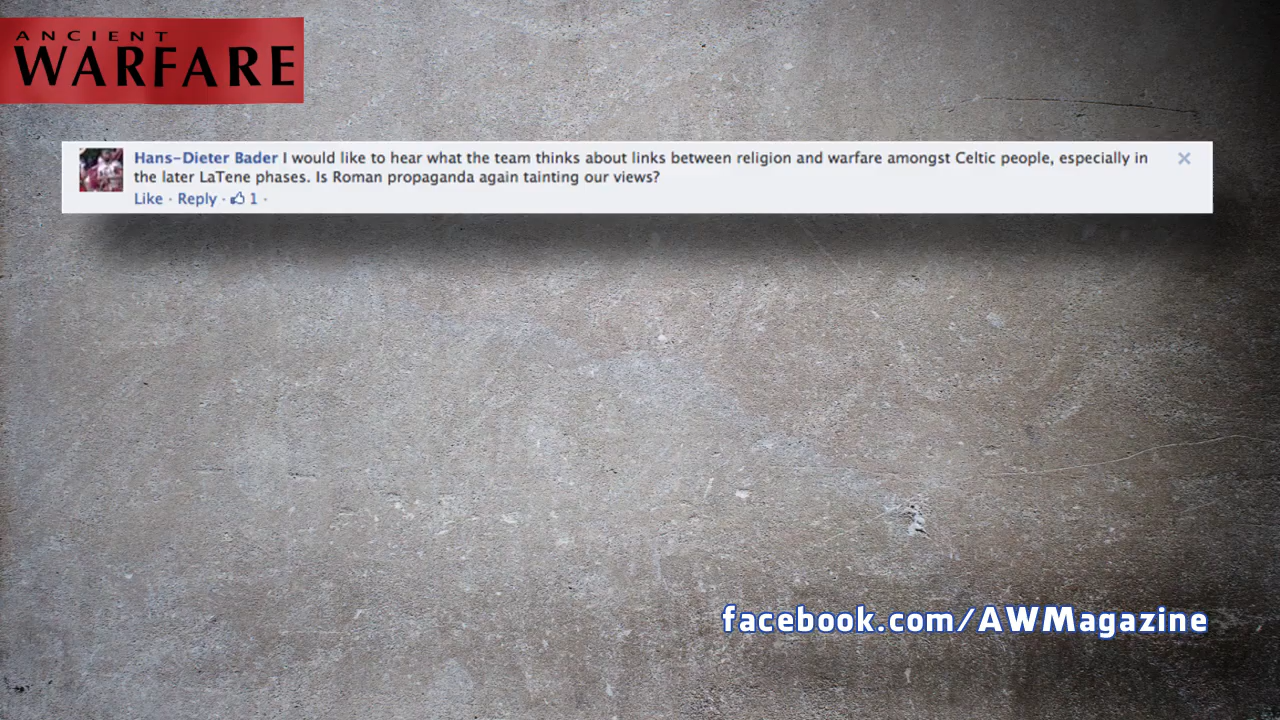 ANCIENT
WARFARE
Hans-Dieter Bader I would like to hear what the team thinks about links between religion and warfare amongst Celtic people, especially in
the later LaTene phases. Is Roman propaganda again tainting our views?
Like · Reply · 1 ·
facebook.com/AWMagazine